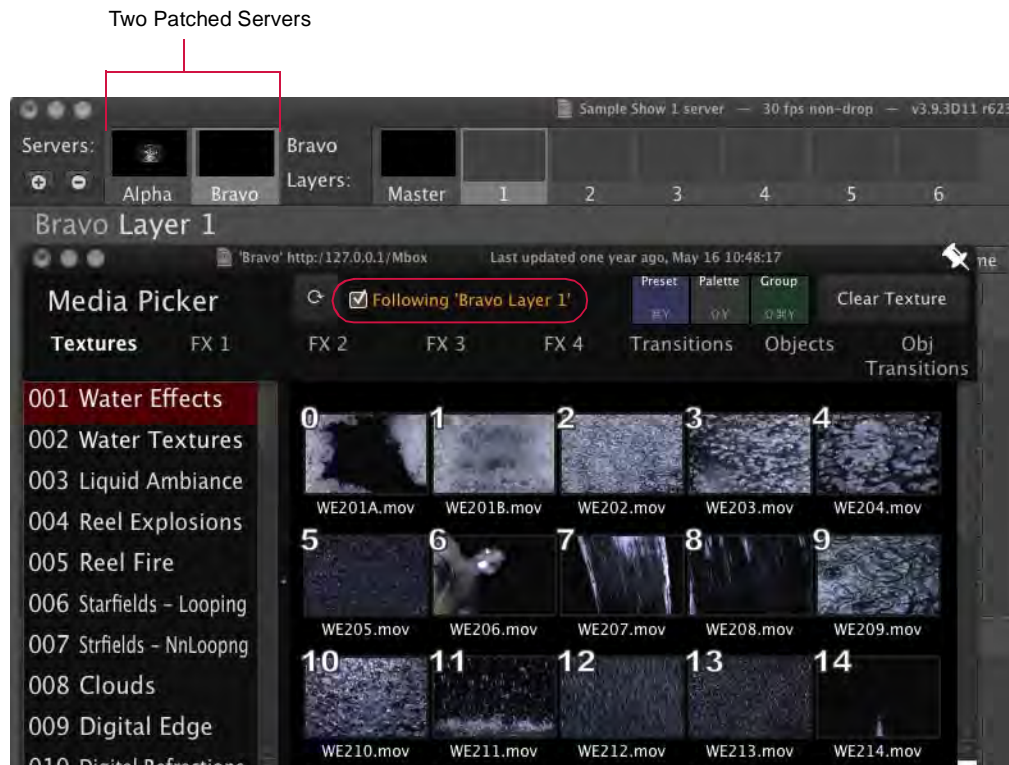 Two Patched Servers
Sample Show 1 server — 30 fps non-drop — v3.9.3D11 r623
Servers:
Alpha
Bravo
Bravo
Layers:
Master
1
2
3
4
5
6
Bravo Layer 1
'Bravo' http:/127.0.0.1/Mbox
Last updated one year ago, May 16 10:48:17
me
Media Picker
Following 'Bravo Layer 1'
Preset
⌘Y
Palette
⇧Y
Group
⇧⌘Y
Clear Texture
Textures
FX 1
FX 2
FX 3
FX 4
Transitions
Objects
Obj
Transitions
001 Water Effects
002 Water Textures
003 Liquid Ambiance
004 Reel Explosions
005 Reel Fire
006 Starfields – Looping
007 Strfields – NnLoopng
008 Clouds
009 Digital Edge
010 Digital Refractions
0
1
2
3
4
WE201A.mov
WE201B.mov
WE202.mov
WE203.mov
WE204.mov
5
6
7
8
9
WE205.mov
WE206.mov
WE207.mov
WE208.mov
WE209.mov
10
11
12
13
14
WE210.mov
WE211.mov
WE212.mov
WE213.mov
WE214.mov